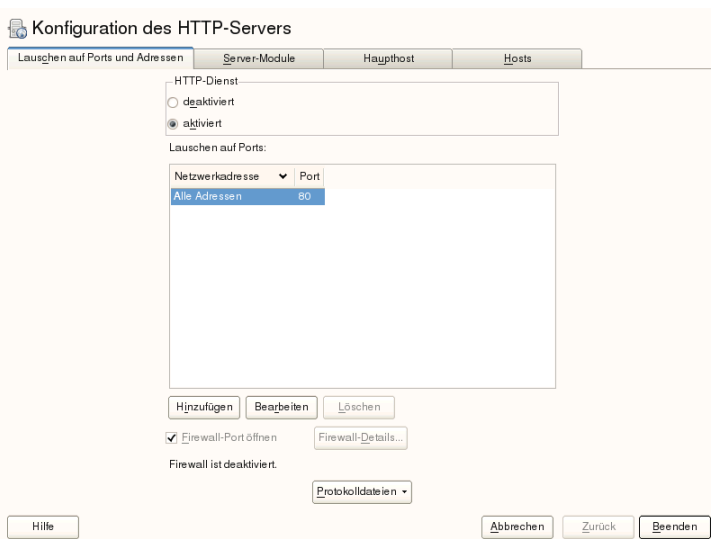 Konfiguration des HTTP-Servers
Lauschen auf Ports und Adressen
Server-Module
Haupthost
Hosts
HTTP-Dienst
deaktiviert
aktiviert
Lauschen auf Ports:
Netzwerkadresse Port
Alle Adressen 80
Hinzufügen Bearbeiten Löschen
Firewall-Port öffnen Firewall-Details...
Firewall ist deaktiviert.
Protokolldateien
Hilfe Abbrechen Zurück Beenden